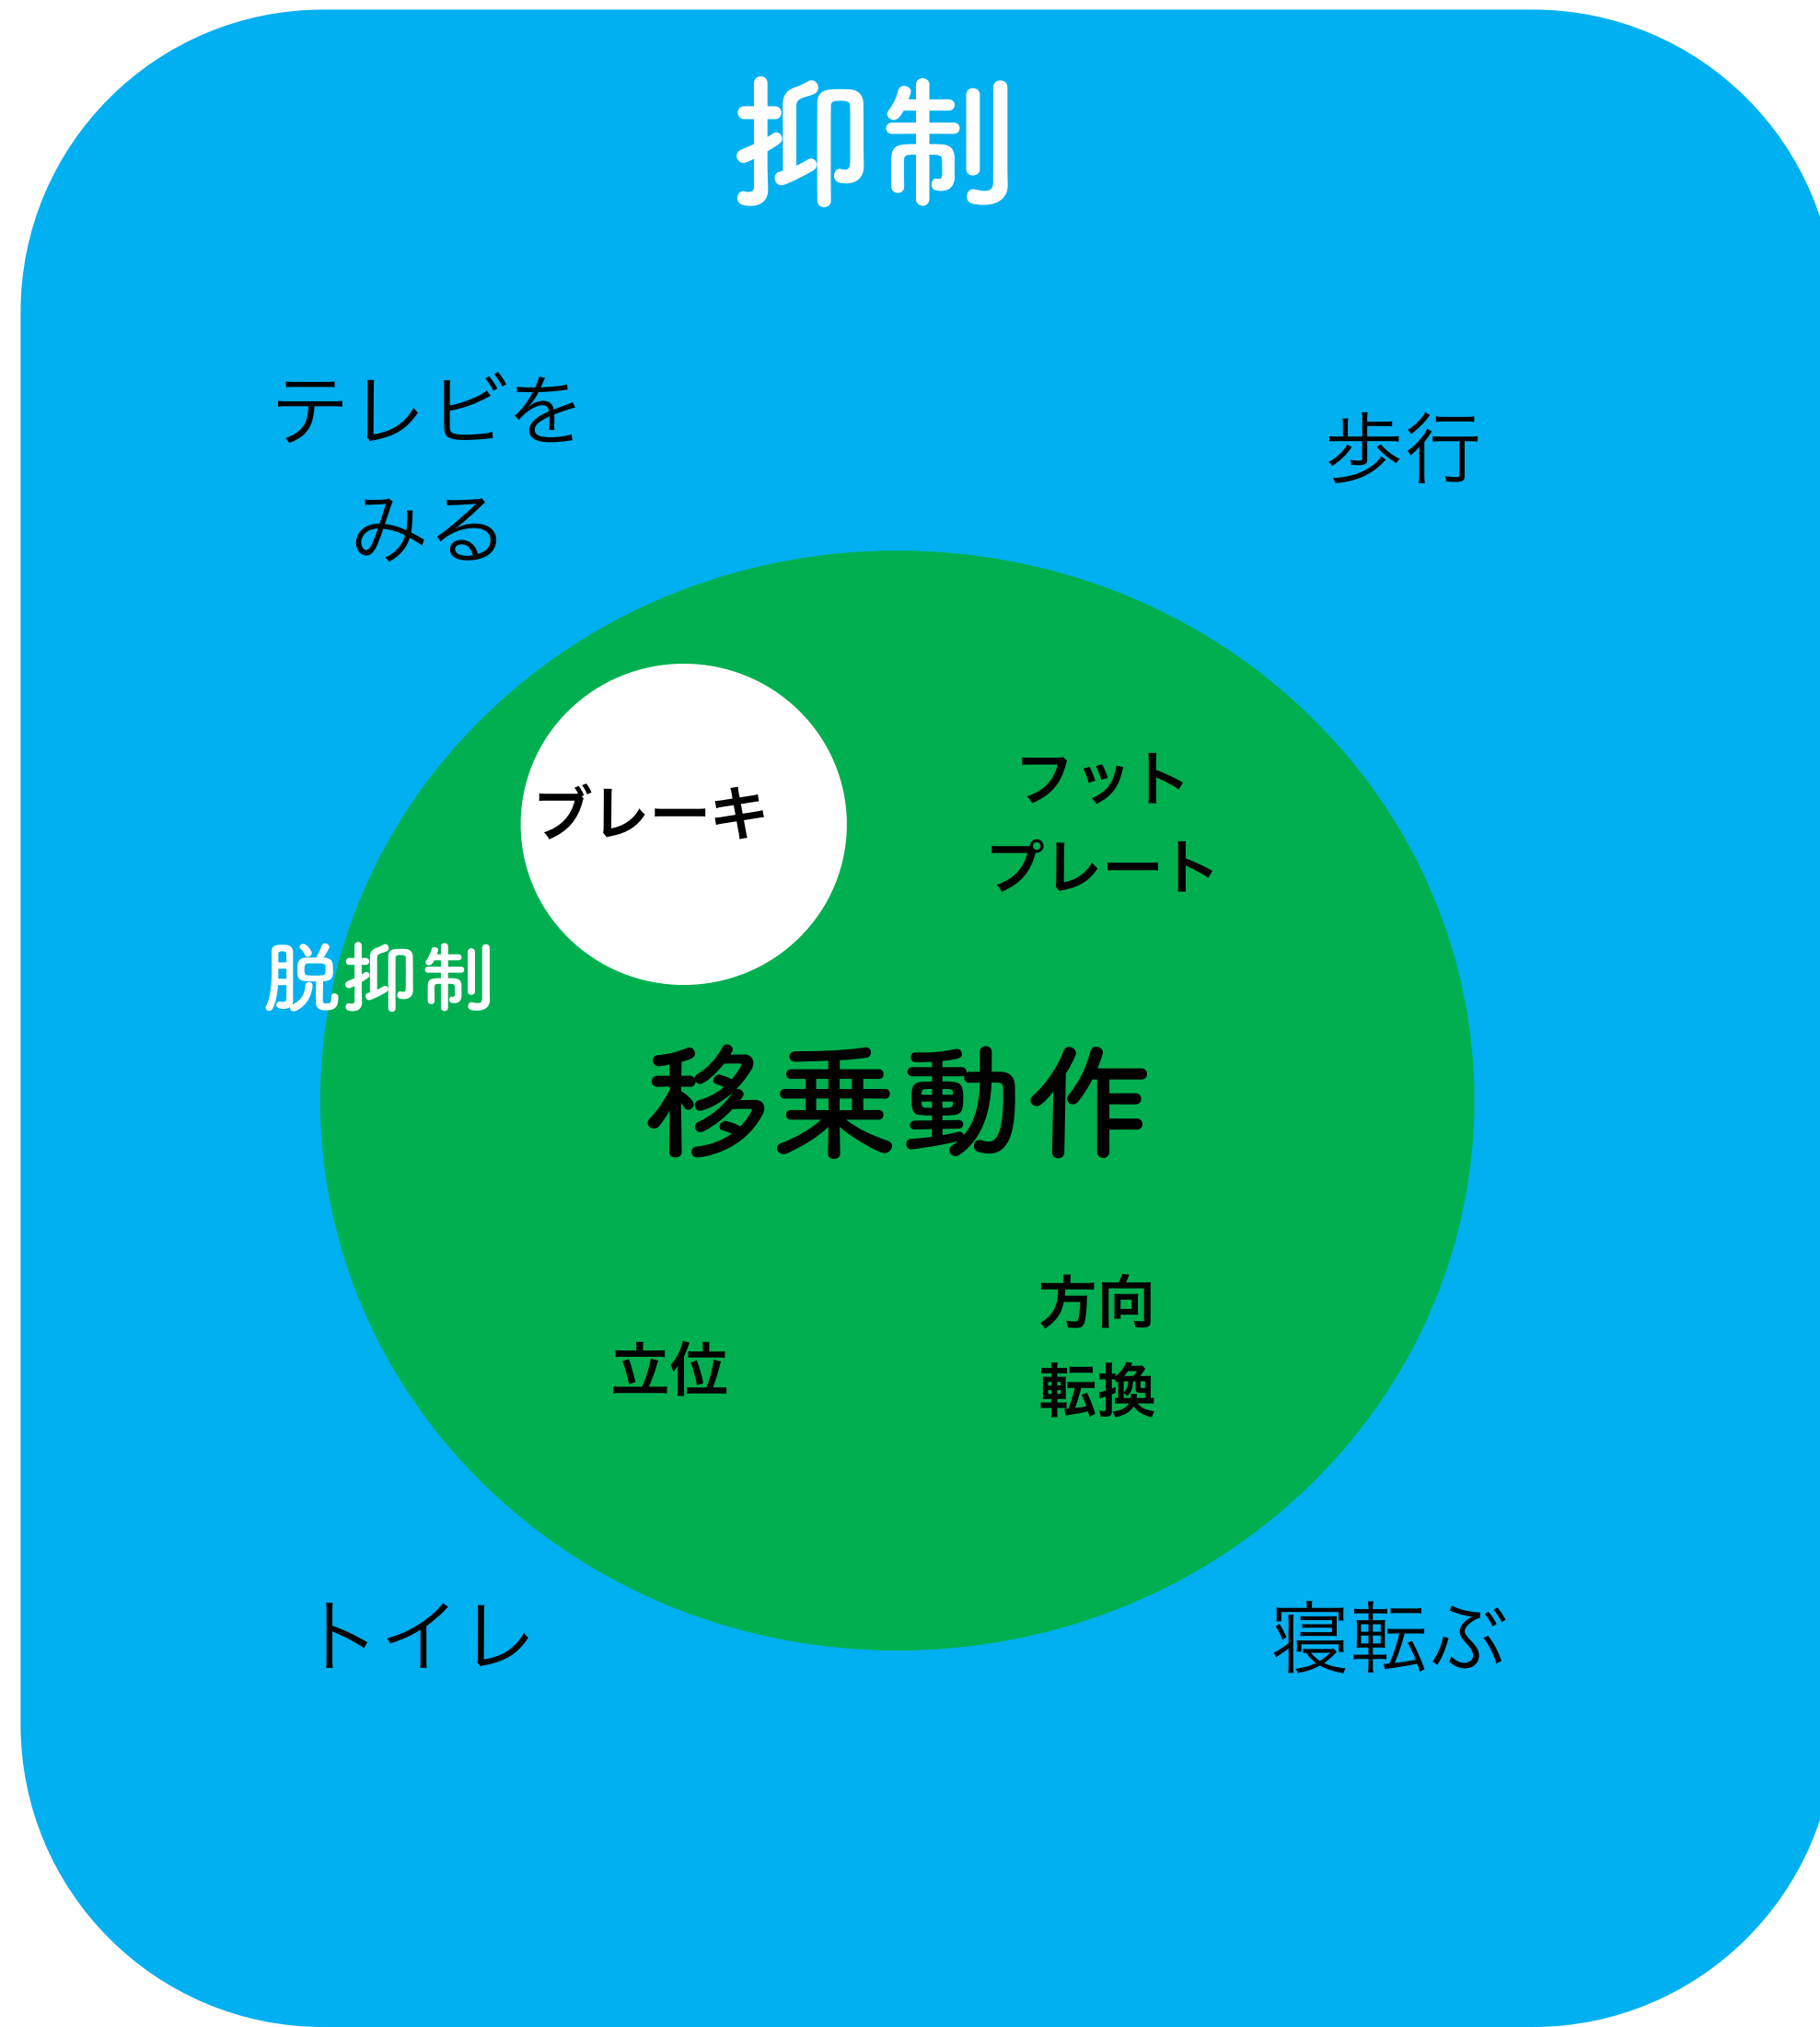 抑制
テレビを
みる
歩行
ブレーキ
フット
プレート
脱抑制
移乗動作
立位
方向
転換
トイレ
寝転ぶ